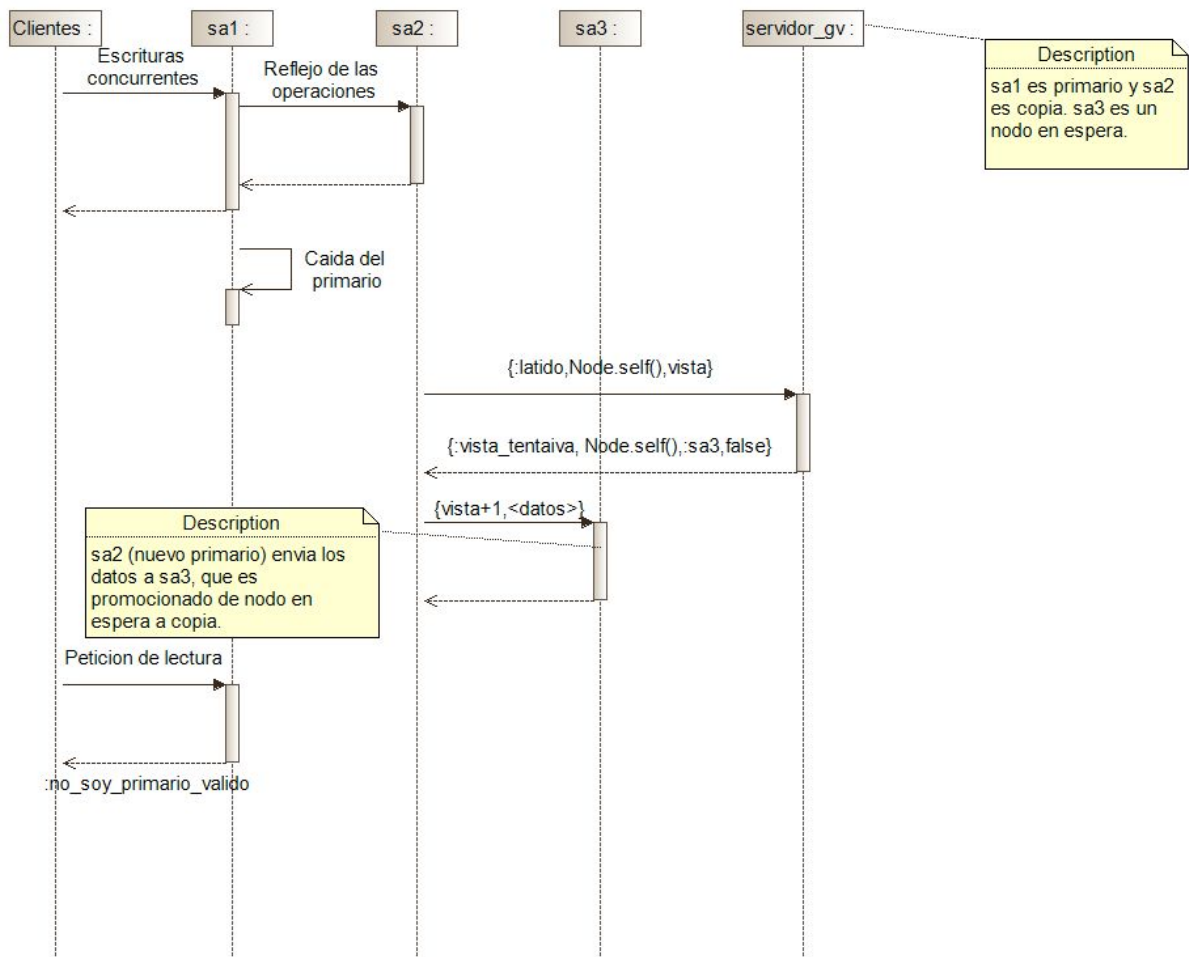 Clientes :
sa1 :
sa2 :
sa3 :
servidor_gv :
Description
sa1 es primario y sa2
es copia. sa3 es un
nodo en espera.
Escrituras
concurrentes
Reflejo de las
operaciones
Caida del
primario
{:latido,Node.self(),vista}
{:vista_tentaiva, Node.self(),:sa3,false}
{vista+1,<datos>}
Description
sa2 (nuevo primario) envia los
datos a sa3, que es
promocionado de nodo en
espera a copia.
Peticion de lectura
:no_soy_primario_valido